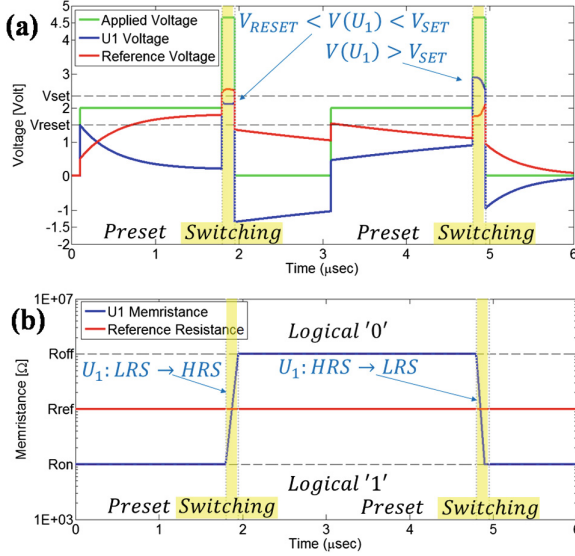 (a)
Applied Voltage
U1 Voltage
Reference Voltage
V_RESET < V(U_1) < V_SET
V(U_1) > V_SET
5
4.5
4
3
Vset
2
Vreset
1
0
-1
-1.5
-2
Voltage [Volt]
Preset Switching Preset Switching
0 1 2 3 4 5 6
Time (μsec)
(b)
U1 Memristance
Reference Resistance
Logical '0'
U_1: LRS → HRS
U_1: HRS → LRS
1E+07
Roff
Rref
Ron
1E+03
Memristance [Ω]
Logical '1'
Preset Switching Preset Switching
0 1 2 3 4 5 6
Time (μsec)